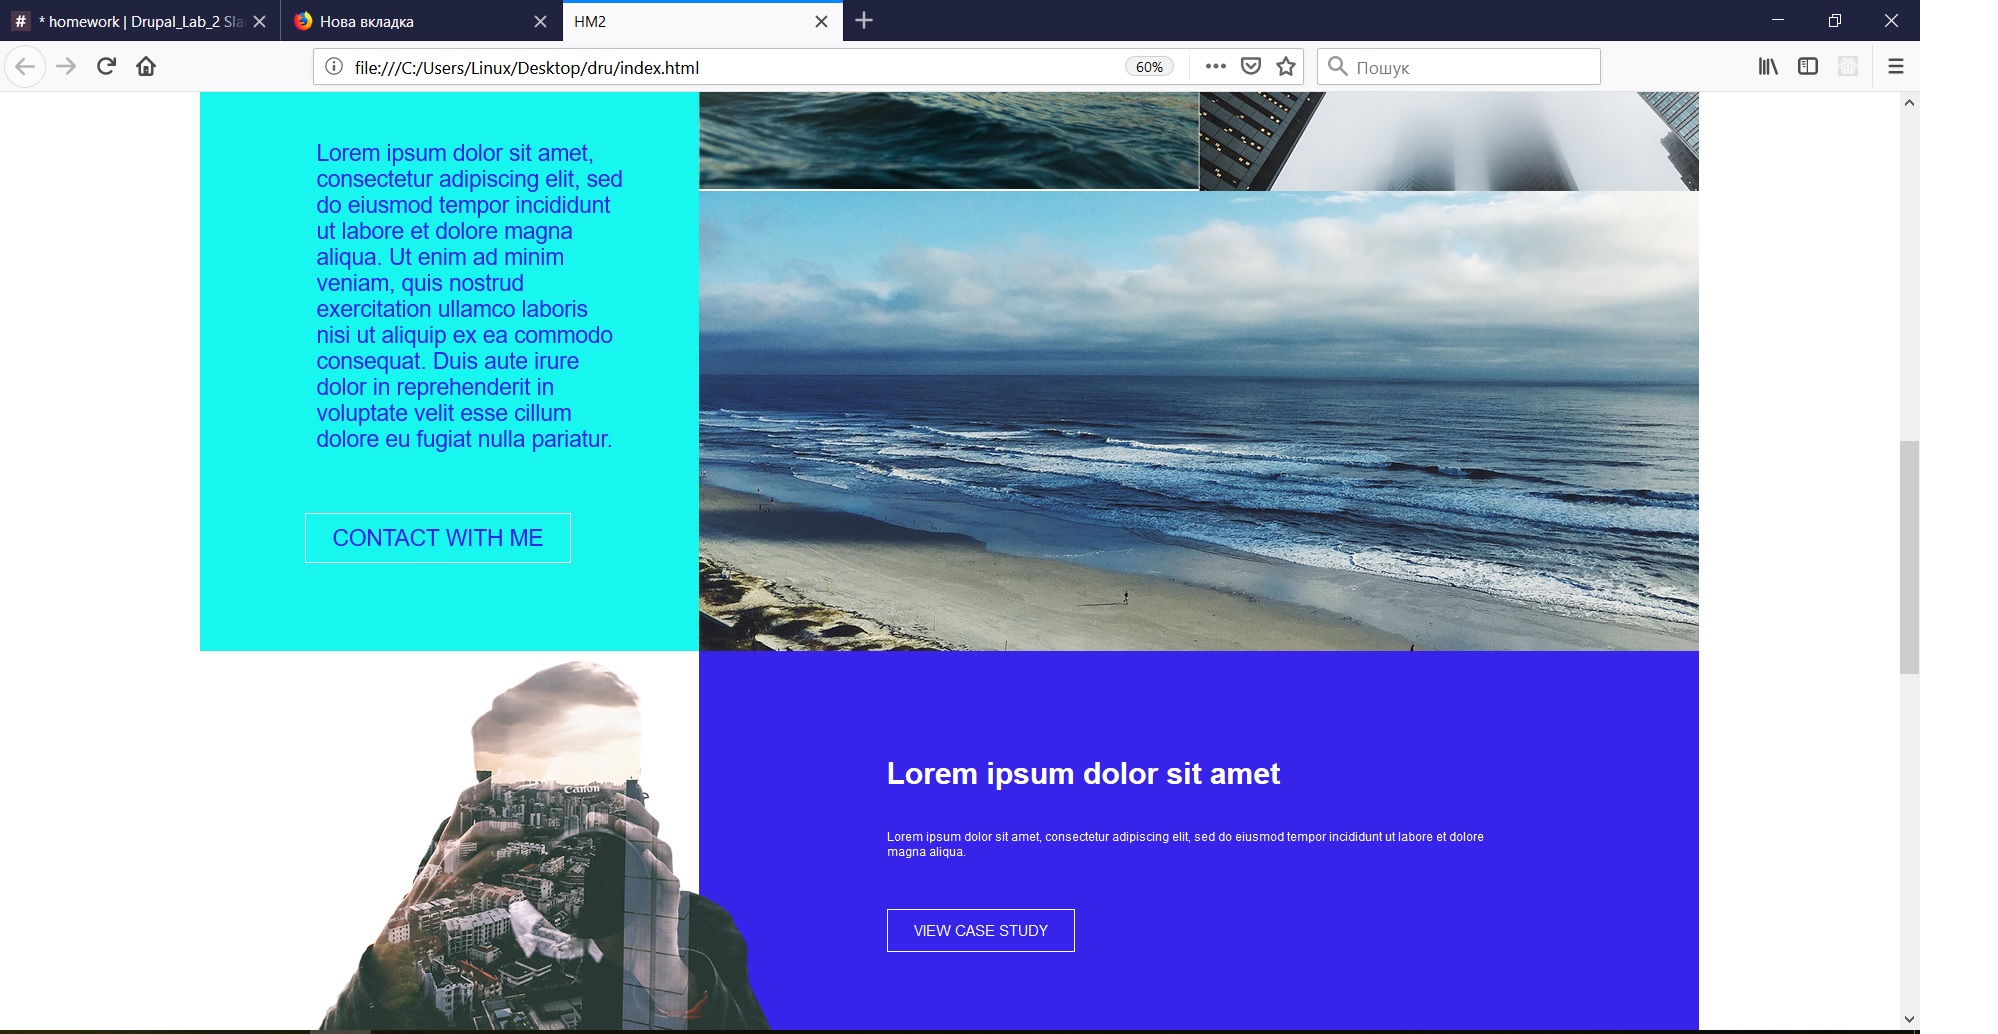 # * homework | Drupal_Lab_2 Sla
Нова вкладка
HM2
file:///C:/Users/Linux/Desktop/dru/index.html
60%
Пошук
Lorem ipsum dolor sit amet,
consectetur adipiscing elit, sed
do eiusmod tempor incididunt
ut labore et dolore magna
aliqua. Ut enim ad minim
veniam, quis nostrud
exercitation ullamco laboris
nisi ut aliquip ex ea commodo
consequat. Duis aute irure
dolor in reprehenderit in
voluptate velit esse cillum
dolore eu fugiat nulla pariatur.
CONTACT WITH ME
Canon
Lorem ipsum dolor sit amet
Lorem ipsum dolor sit amet, consectetur adipiscing elit, sed do eiusmod tempor incididunt ut labore et dolore
magna aliqua.
VIEW CASE STUDY